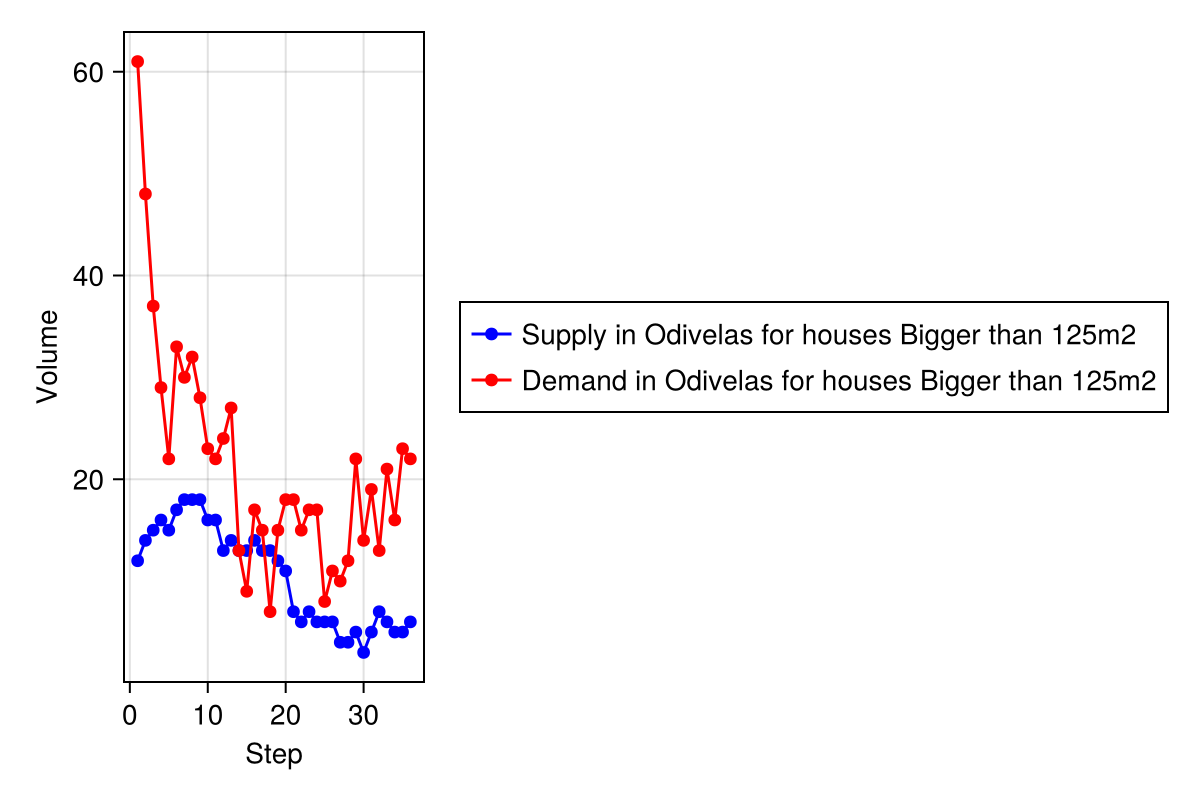 60
40
20
Volume
0 10 20 30
Step
Supply in Odivelas for houses Bigger than 125m2
Demand in Odivelas for houses Bigger than 125m2